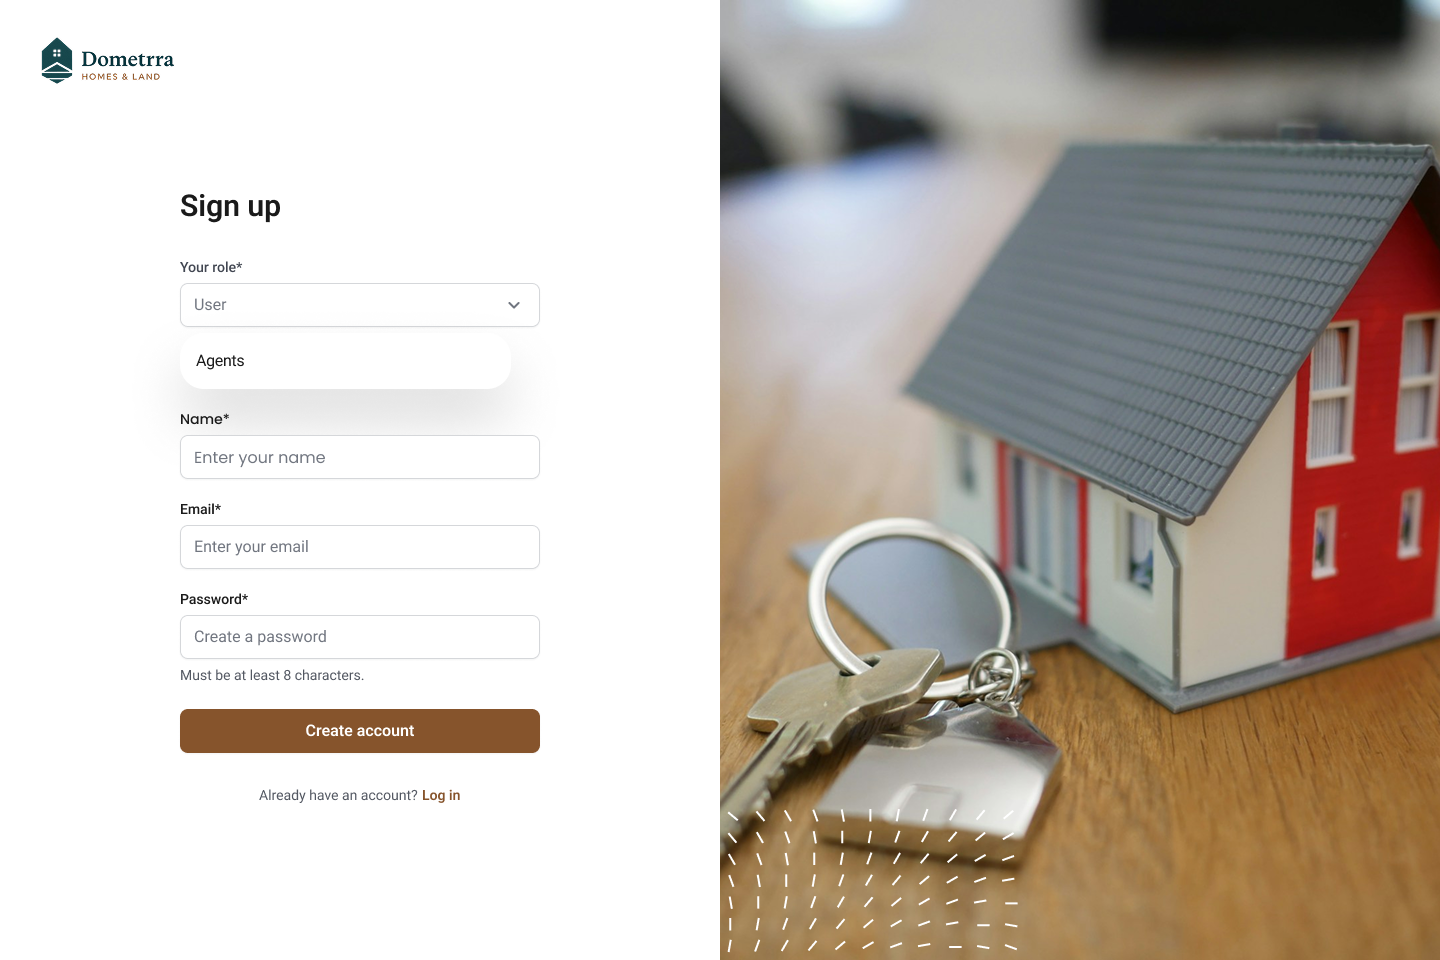 Dometrra
HOMES & LAND
Sign up
Your role*
User
Agents
Name*
Enter your name
Email*
Enter your email
Password*
Create a password
Must be at least 8 characters.
Create account
Already have an account? Log in